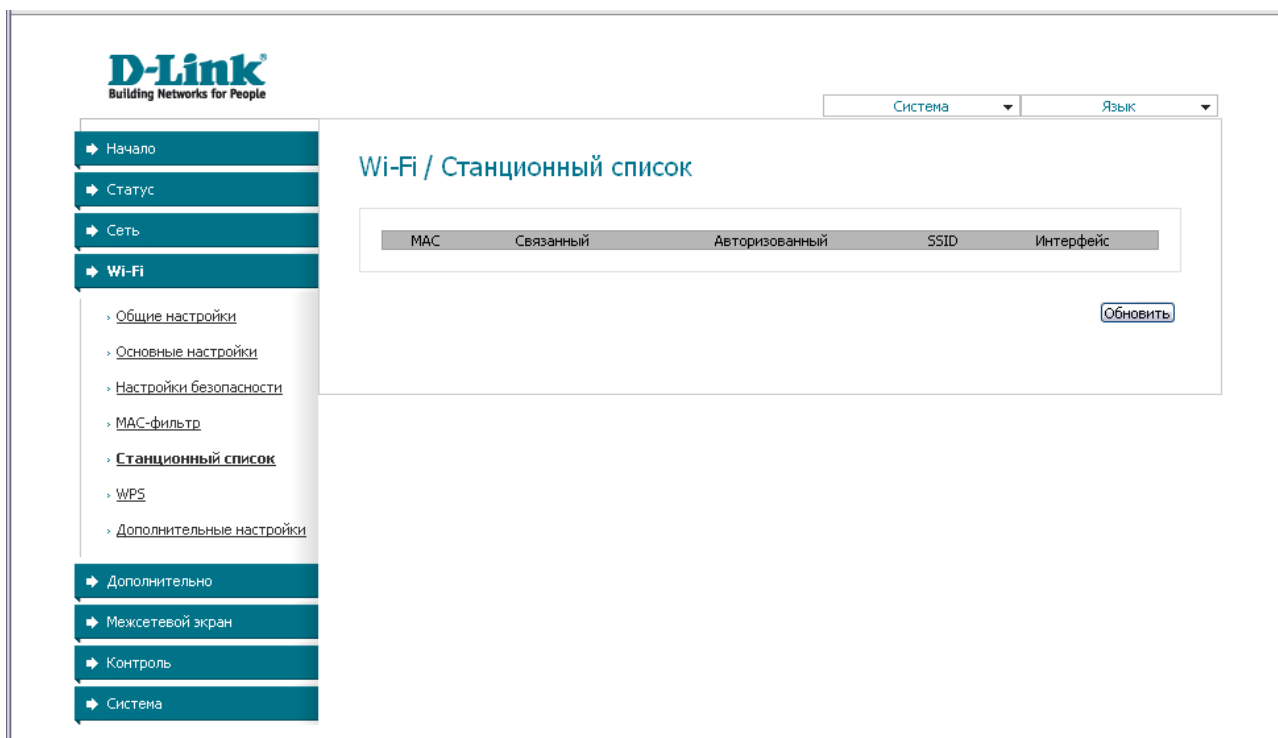 D-Link
Building Networks for People
Система Язык
Начало
Статус
Сеть
Wi-Fi
Общие настройки
Основные настройки
Настройки безопасности
МАС-фильтр
Станционный список
WPS
Дополнительные настройки
Дополнительно
Межсетевой экран
Контроль
Система
Wi-Fi / Станционный список
MAC Связанный Авторизованный SSID Интерфейс
Обновить